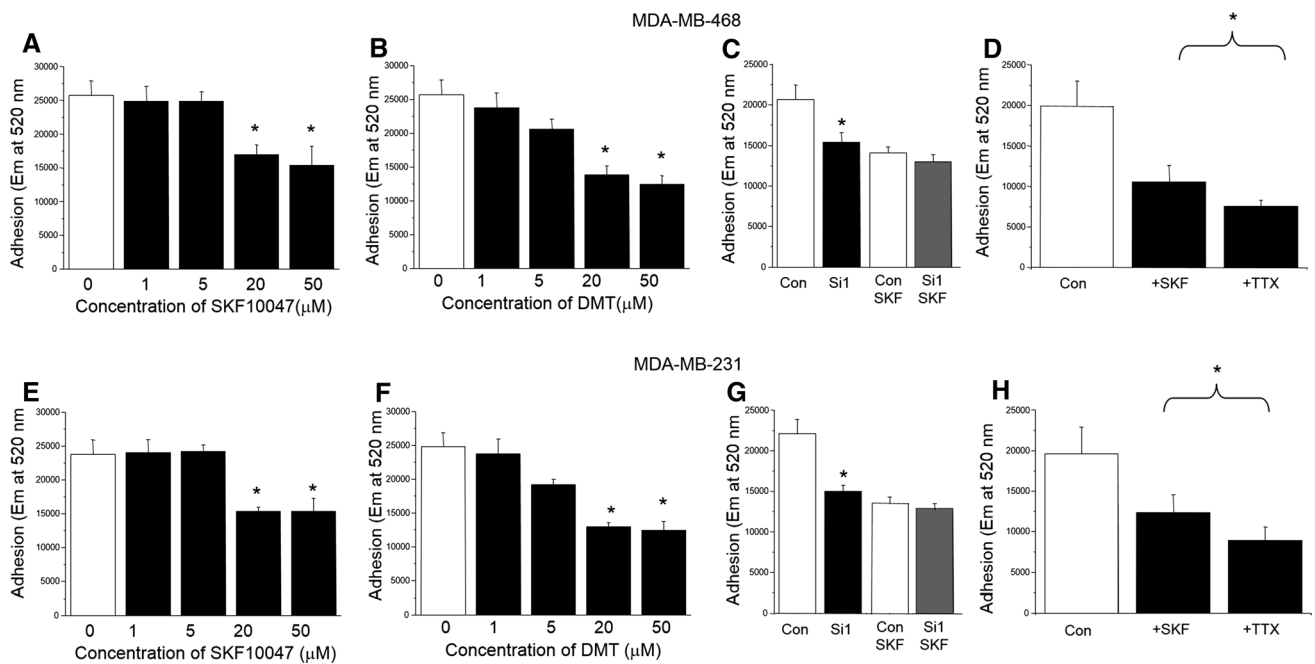 MDA-MB-468
A
Adhesion (Em at 520 nm
30000
25000
20000
15000
10000
5000
0
*
*
0 1 5 20 50
Concentration of SKF10047(μM)
B
Adhesion (Em at 520 nm
30000
25000
20000
15000
10000
5000
0
*
*
0 1 5 20 50
Concentration of DMT(μM)
C
Adhesion (Em at 520 nm
25000
20000
15000
10000
5000
0
*
Con Si1 Con Si1
SKF SKF
D
*
Adhesion (Em at 520 nm
25000
20000
15000
10000
5000
0
Con +SKF +TTX
MDA-MB-231
E
Adhesion (Em at 520 nm
30000
25000
20000
15000
10000
5000
0
*
*
0 1 5 20 50
Concentration of SKF10047 (μM)
F
Adhesion (Em at 520 nm
30000
25000
20000
15000
10000
5000
0
*
*
0 1 5 20 50
Concentration of DMT (μM)
G
Adhesion (Em at 520 nm
25000
20000
15000
10000
5000
0
*
Con Si1 Con Si1
SKF SKF
H
*
Adhesion (Em at 520 nm
25000
20000
15000
10000
5000
0
Con +SKF +TTX